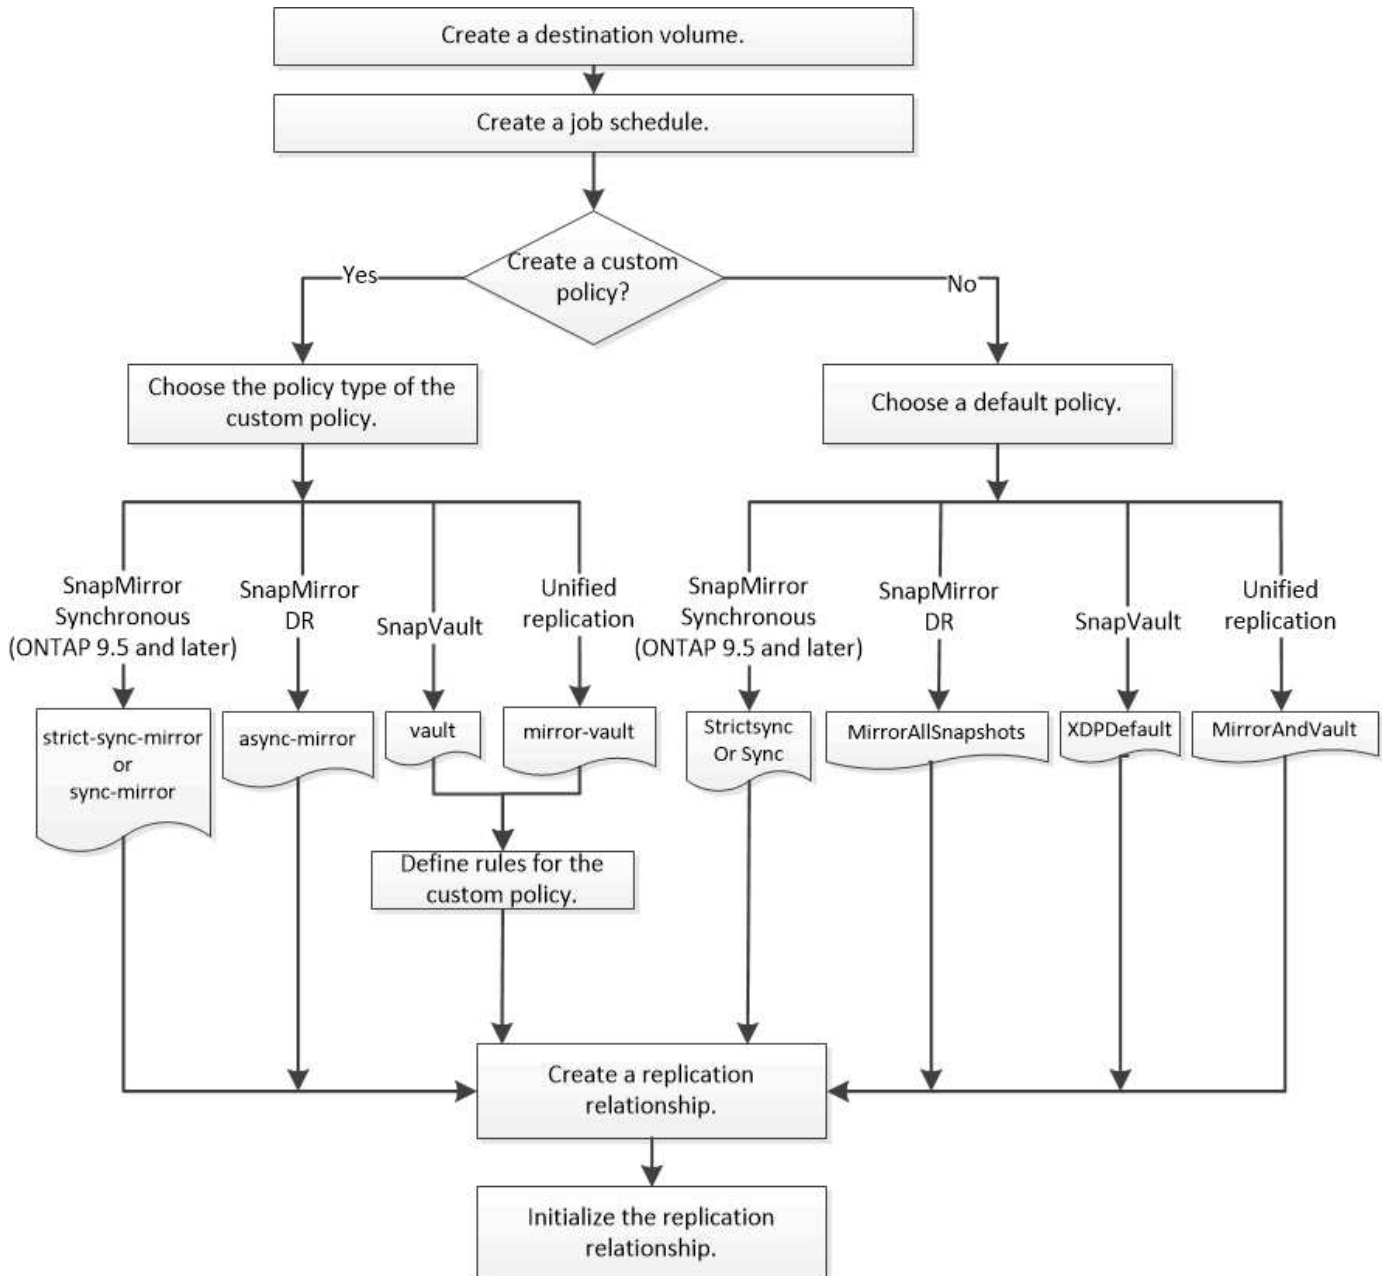 Create a destination volume.
Create a job schedule.
Create a custom
policy?
Yes
No
Choose the policy type of the
custom policy.
Choose a default policy.
SnapMirror
Synchronous
(ONTAP 9.5 and later)
SnapMirror
DR
SnapVault
Unified
replication
SnapMirror
Synchronous
(ONTAP 9.5 and later)
SnapMirror
DR
SnapVault
Unified
replication
strict-sync-mirror
or
sync-mirror
async-mirror
vault
mirror-vault
Strictsync
Or Sync
MirrorAllSnapshots
XDPDefault
MirrorAndVault
Define rules for the
custom policy.
Create a replication
relationship.
Initialize the replication
relationship.